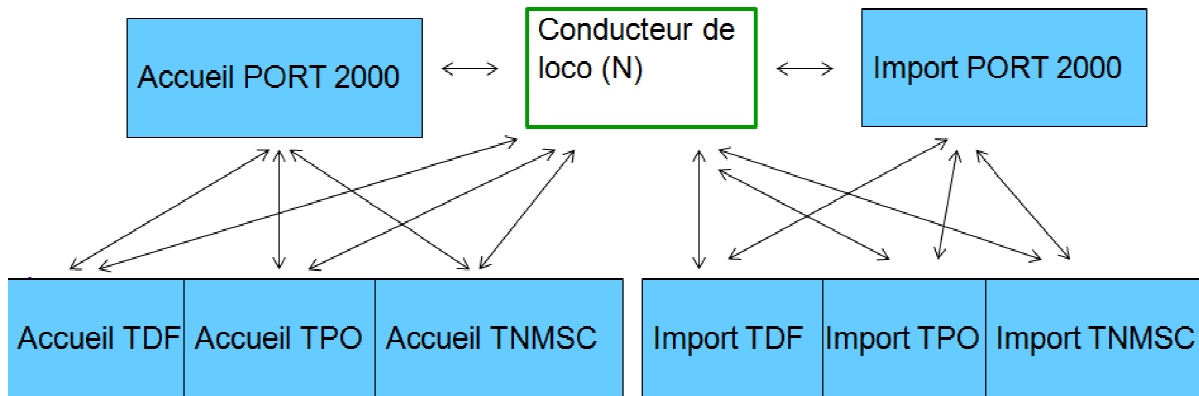 Accueil PORT 2000
Conducteur de
loco (N)
Import PORT 2000
Accueil TDF
Accueil TPO
Accueil TNMSC
Import TDF
Import TPO
Import TNMSC